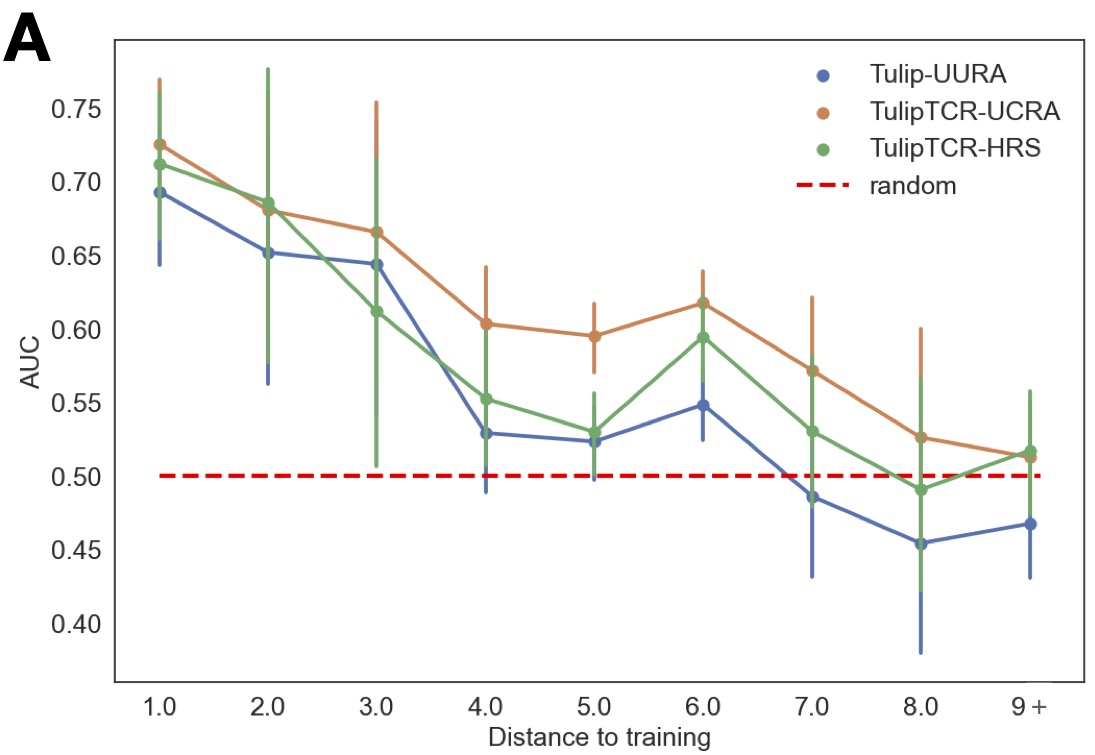 A
Tulip-UURA
TulipTCR-UCRA
TulipTCR-HRS
random
AUC
0.75
0.70
0.65
0.60
0.55
0.50
0.45
0.40
1.0 2.0 3.0 4.0 5.0 6.0 7.0 8.0 9+
Distance to training